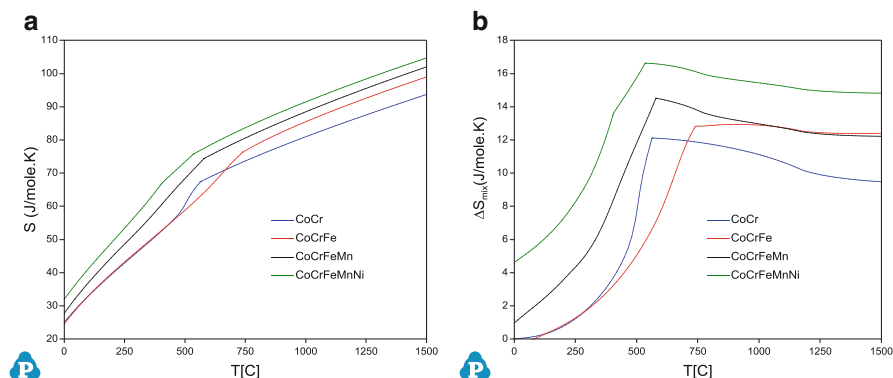 a
110
100
90
80
70
60
50
40
30
20
S (J/mole.K)
CoCr
CoCrFe
CoCrFeMn
CoCrFeMnNi
0
250
500
750
1000
1250
1500
T[C]
P
b
18
16
14
12
10
8
6
4
2
0
ΔSmix(J/mole.K)
CoCr
CoCrFe
CoCrFeMn
CoCrFeMnNi
0
250
500
750
1000
1250
1500
T[C]
P